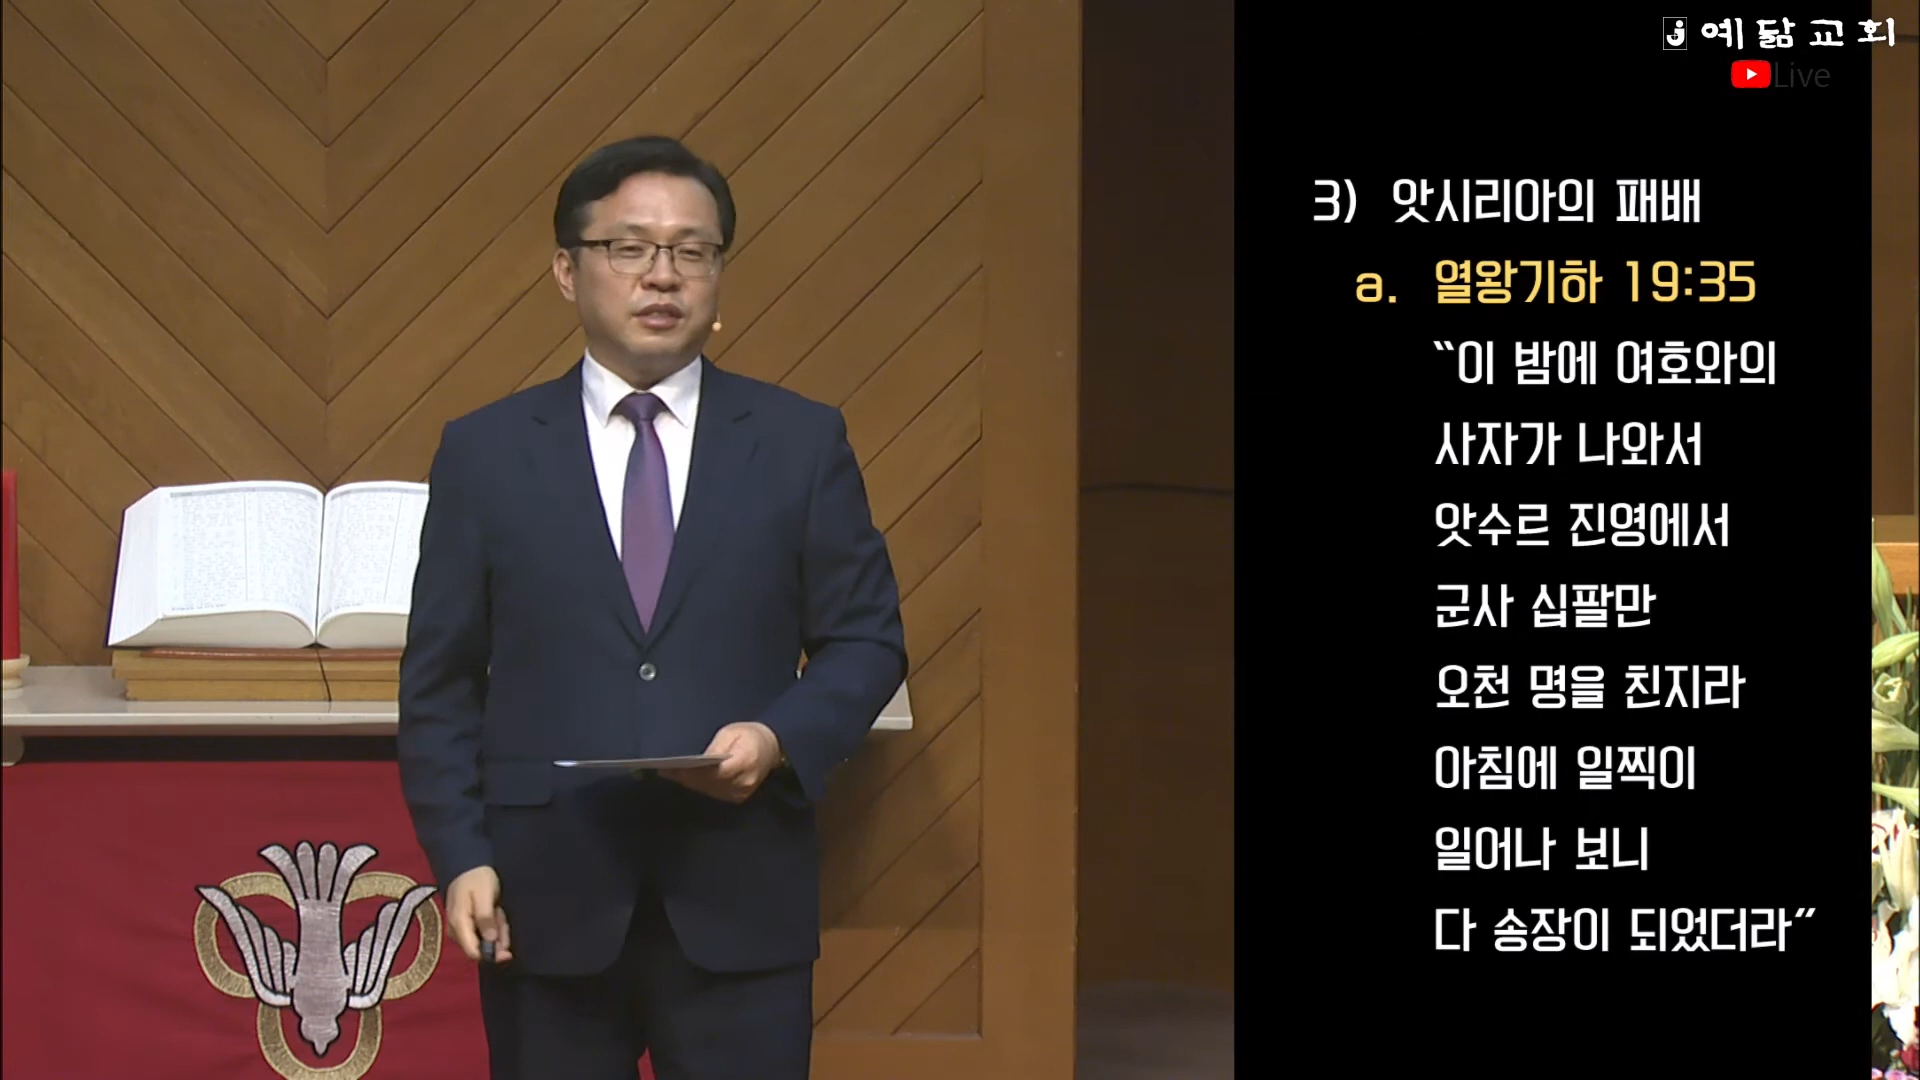 예닮교회
Live
3) 앗시리아의 패배
a. 열왕기하 19:35
“이 밤에 여호와의
사자가 나와서
앗수르 진영에서
군사 십팔만
오천 명을 친지라
아침에 일찍이
일어나 보니
다 송장이 되었더라”